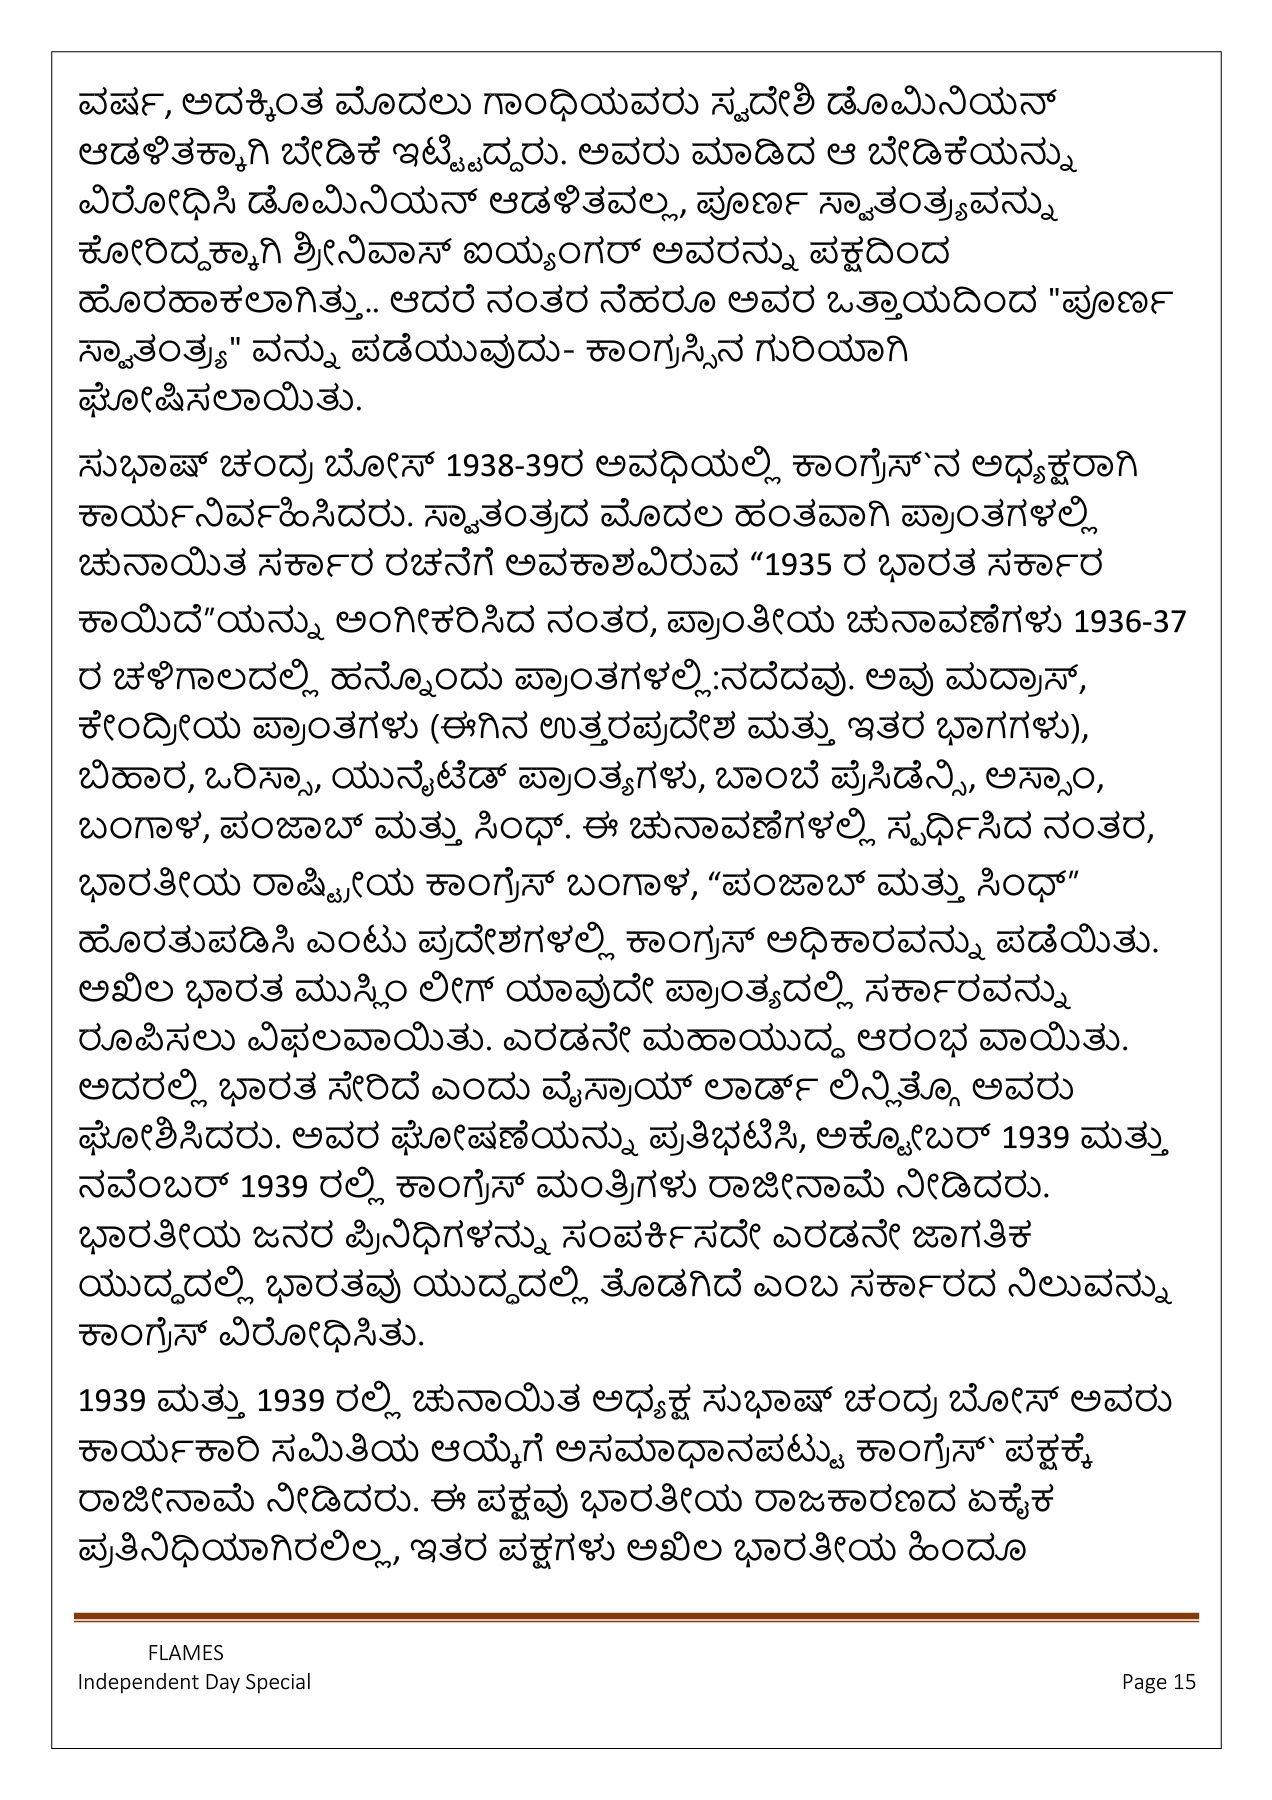 ವರ್ಷ, ಅದಕ್ಕಿಂತ ಮೊದಲು ಗಾಂಧಿಯವರು ಸ್ವದೇಶಿ ಡೊಮಿನಿಯನ್
ಆಡಳಿತಕ್ಕಾಗಿ ಬೇಡಿಕೆ ಇಟ್ಟಿದ್ದರು. ಅವರು ಮಾಡಿದ ಆ ಬೇಡಿಕೆಯನ್ನು
ವಿರೋಧಿಸಿ ಡೊಮಿನಿಯನ್ ಆಡಳಿತವಲ್ಲ, ಪೂರ್ಣ ಸ್ವಾತಂತ್ರ್ಯವನ್ನು
ಕೋರಿದ್ದಕ್ಕಾಗಿ ಶ್ರೀನಿವಾಸ್ ಐಯ್ಯಂಗರ್ ಅವರನ್ನು ಪಕ್ಷದಿಂದ
ಹೊರಹಾಕಲಾಗಿತ್ತು.. ಆದರೆ ನಂತರ ನೆಹರೂ ಅವರ ಒತ್ತಾಯದಿಂದ "ಪೂರ್ಣ
ಸ್ವಾತಂತ್ರ್ಯ" ವನ್ನು ಪಡೆಯುವುದು- ಕಾಂಗ್ರಸ್ಸಿನ ಗುರಿಯಾಗಿ
ಘೋಷಿಸಲಾಯಿತು.
ಸುಭಾಷ್ ಚಂದ್ರ ಬೋಸ್ 1938-39ರ ಅವಧಿಯಲ್ಲಿ ಕಾಂಗ್ರೆಸ್`ನ ಅಧ್ಯಕ್ಷರಾಗಿ
ಕಾರ್ಯನಿರ್ವಹಿಸಿದರು. ಸ್ವಾತಂತ್ರದ ಮೊದಲ ಹಂತವಾಗಿ ಪ್ರಾಂತಗಳಲ್ಲಿ
ಚುನಾಯಿತ ಸರ್ಕಾರ ರಚನೆಗೆ ಅವಕಾಶವಿರುವ “1935 ರ ಭಾರತ ಸರ್ಕಾರ
ಕಾಯಿದೆ”ಯನ್ನು ಅಂಗೀಕರಿಸಿದ ನಂತರ, ಪ್ರಾಂತೀಯ ಚುನಾವಣೆಗಳು 1936-37
ರ ಚಳಿಗಾಲದಲ್ಲಿ ಹನ್ನೊಂದು ಪ್ರಾಂತಗಳಲ್ಲಿ:ನಡೆದವು. ಅವು ಮದ್ರಾಸ್,
ಕೇಂದ್ರೀಯ ಪ್ರಾಂತಗಳು (ಈಗಿನ ಉತ್ತರಪ್ರದೇಶ ಮತ್ತು ಇತರ ಭಾಗಗಳು),
ಬಿಹಾರ, ಒರಿಸ್ಸಾ, ಯುನೈಟೆಡ್ ಪ್ರಾಂತ್ಯಗಳು, ಬಾಂಬೆ ಪ್ರೆಸಿಡೆನ್ಸಿ, ಅಸ್ಸಾಂ,
ಬಂಗಾಳ, ಪಂಜಾಬ್ ಮತ್ತು ಸಿಂಧ್. ಈ ಚುನಾವಣೆಗಳಲ್ಲಿ ಸ್ಪರ್ಧಿಸಿದ ನಂತರ,
ಭಾರತೀಯ ರಾಷ್ಟ್ರೀಯ ಕಾಂಗ್ರೆಸ್ ಬಂಗಾಳ, “ಪಂಜಾಬ್ ಮತ್ತು ಸಿಂಧ್”
ಹೊರತುಪಡಿಸಿ ಎಂಟು ಪ್ರದೇಶಗಳಲ್ಲಿ ಕಾಂಗ್ರಸ್ ಅಧಿಕಾರವನ್ನು ಪಡೆಯಿತು.
ಅಖಿಲ ಭಾರತ ಮುಸ್ಲಿಂ ಲೀಗ್ ಯಾವುದೇ ಪ್ರಾಂತ್ಯದಲ್ಲಿ ಸರ್ಕಾರವನ್ನು
ರೂಪಿಸಲು ವಿಫಲವಾಯಿತು. ಎರಡನೇ ಮಹಾಯುದ್ಧ ಆರಂಭ ವಾಯಿತು.
ಅದರಲ್ಲಿ ಭಾರತ ಸೇರಿದೆ ಎಂದು ವೈಸ್ರಾಯ್ ಲಾರ್ಡ್ ಲಿನ್ಲಿತ್ಗೊ ಅವರು
ಘೋಶಿಸಿದರು. ಅವರ ಘೋಷಣೆಯನ್ನು ಪ್ರತಿಭಟಿಸಿ, ಅಕ್ಟೋಬರ್ 1939 ಮತ್ತು
ನವೆಂಬರ್ 1939 ರಲ್ಲಿ ಕಾಂಗ್ರೆಸ್ ಮಂತ್ರಿಗಳು ರಾಜೀನಾಮೆ ನೀಡಿದರು.
ಭಾರತೀಯ ಜನರ ಪ್ರಿನಿಧಿಗಳನ್ನು ಸಂಪರ್ಕಿಸದೇ ಎರಡನೇ ಜಾಗತಿಕ
ಯುದ್ಧದಲ್ಲಿ ಭಾರತವು ಯುದ್ಧದಲ್ಲಿ ತೊಡಗಿದೆ ಎಂಬ ಸರ್ಕಾರದ ನಿಲುವನ್ನು
ಕಾಂಗ್ರೆಸ್ ವಿರೋಧಿಸಿತು.
1939 ಮತ್ತು 1939 ರಲ್ಲಿ ಚುನಾಯಿತ ಅಧ್ಯಕ್ಷ ಸುಭಾಷ್ ಚಂದ್ರ ಬೋಸ್ ಅವರು
ಕಾರ್ಯಕಾರಿ ಸಮಿತಿಯ ಆಯ್ಕೆಗೆ ಅಸಮಾಧಾನಪಟ್ಟು ಕಾಂಗ್ರೆಸ್` ಪಕ್ಷಕ್ಕೆ
ರಾಜೀನಾಮೆ ನೀಡಿದರು. ಈ ಪಕ್ಷವು ಭಾರತೀಯ ರಾಜಕಾರಣದ ಏಕೈಕ
ಪ್ರತಿನಿಧಿಯಾಗಿರಲಿಲ್ಲ, ಇತರ ಪಕ್ಷಗಳು ಅಖಿಲ ಭಾರತೀಯ ಹಿಂದೂ
FLAMES
Independent Day Special Page 15